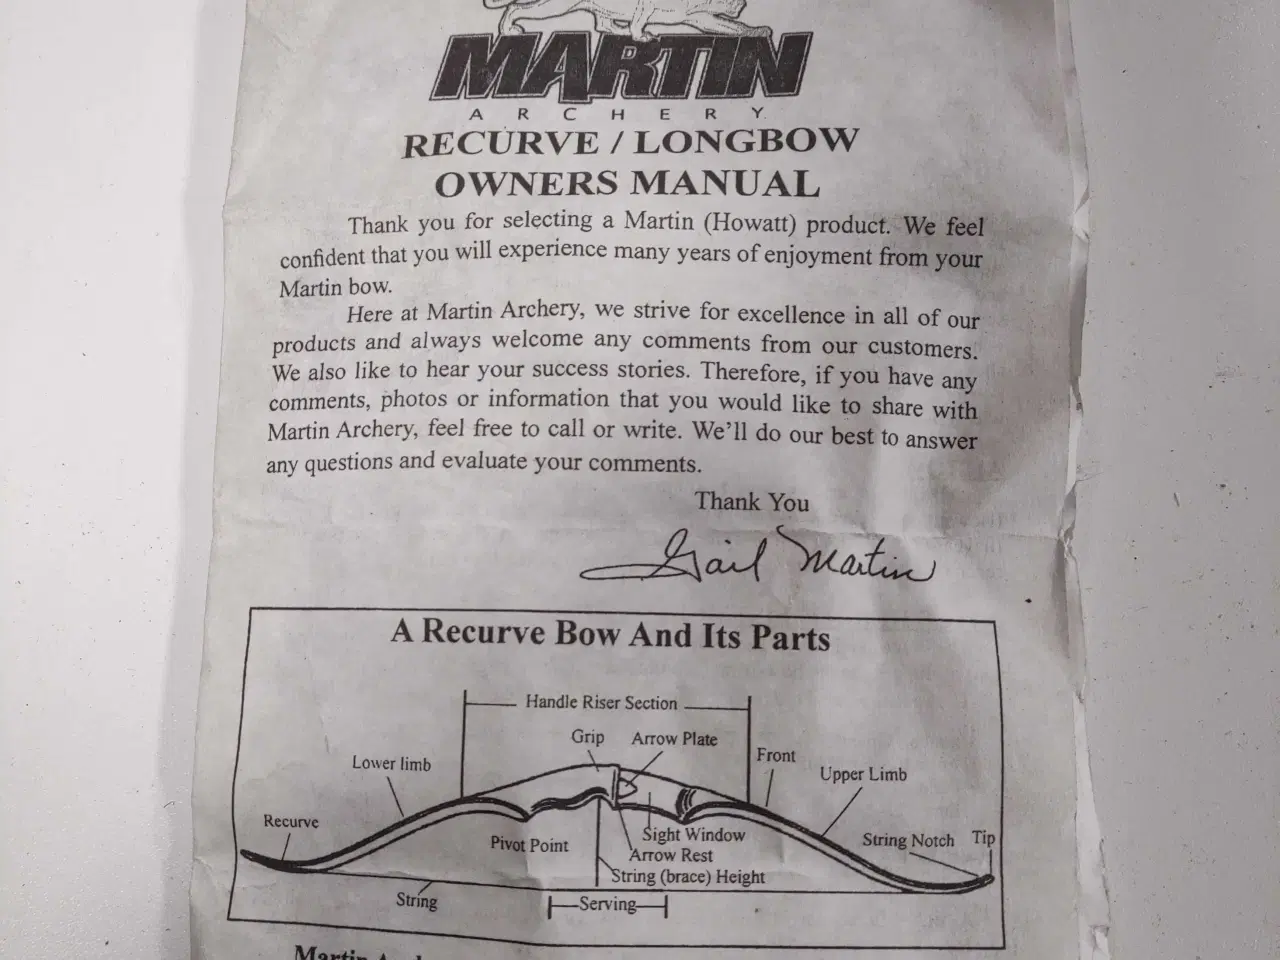 MARTIN
ARCHERY
RECURVE / LONGBOW
OWNERS MANUAL
Thank you for selecting a Martin (Howatt) product. We feel
confident that you will experience many years of enjoyment from your
Martin bow.
Here at Martin Archery, we strive for excellence in all of our
products and always welcome any comments from our customers.
We also like to hear your success stories. Therefore, if you have any
comments, photos or information that you would like to share with
Martin Archery, feel free to call or write. We'll do our best to answer
any questions and evaluate your comments.
Thank You
Gail Martin
A Recurve Bow And Its Parts
Handle Riser Section
Grip
Arrow Plate
Front
Lower limb
Upper Limb
Recurve
Pivot Point
Sight Window
String Notch
Tip
Arrow Rest
String (brace) Height
String
Serving
Martin